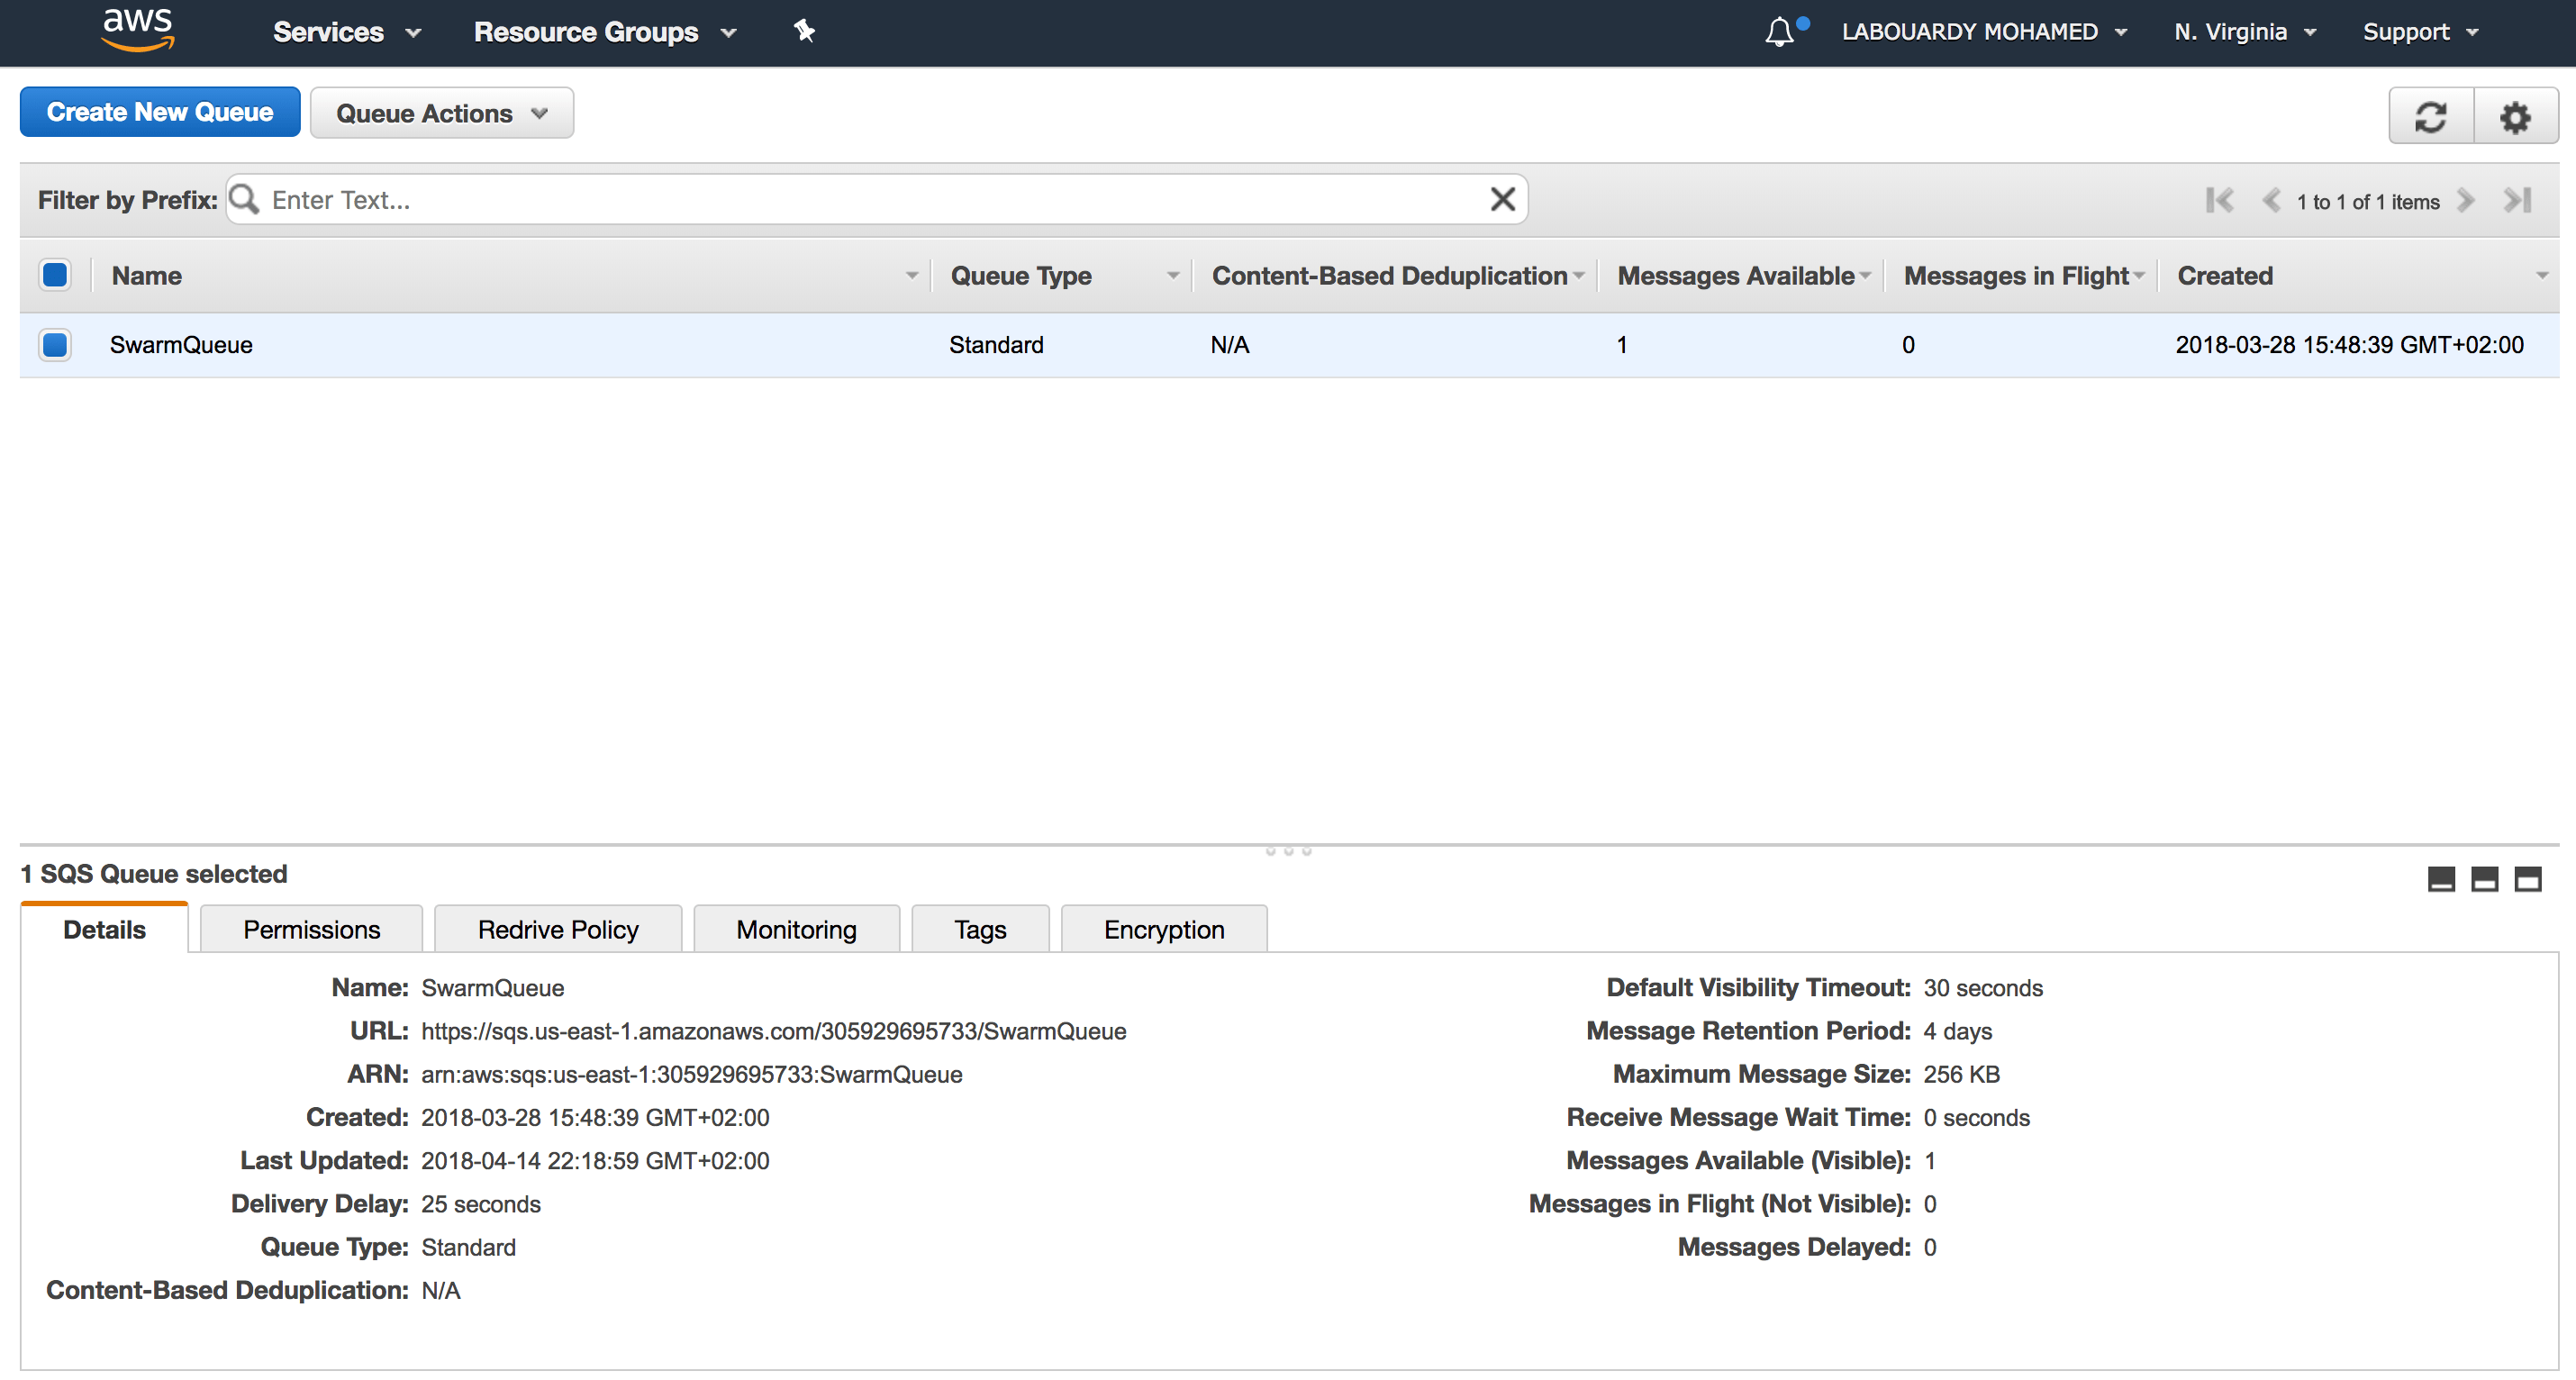 aws Services Resource Groups LABOUARDY MOHAMED N. Virginia Support
Create New Queue Queue Actions
Filter by Prefix: Enter Text... 1 to 1 of 1 items
Name Queue Type Content-Based Deduplication Messages Available Messages in Flight Created
SwarmQueue Standard N/A 1 0 2018-03-28 15:48:39 GMT+02:00
1 SQS Queue selected
Details Permissions Redrive Policy Monitoring Tags Encryption
Name: SwarmQueue
URL: https://sqs.us-east-1.amazonaws.com/305929695733/SwarmQueue
ARN: arn:aws:sqs:us-east-1:305929695733:SwarmQueue
Created: 2018-03-28 15:48:39 GMT+02:00
Last Updated: 2018-04-14 22:18:59 GMT+02:00
Delivery Delay: 25 seconds
Queue Type: Standard
Content-Based Deduplication: N/A
Default Visibility Timeout: 30 seconds
Message Retention Period: 4 days
Maximum Message Size: 256 KB
Receive Message Wait Time: 0 seconds
Messages Available (Visible): 1
Messages in Flight (Not Visible): 0
Messages Delayed: 0